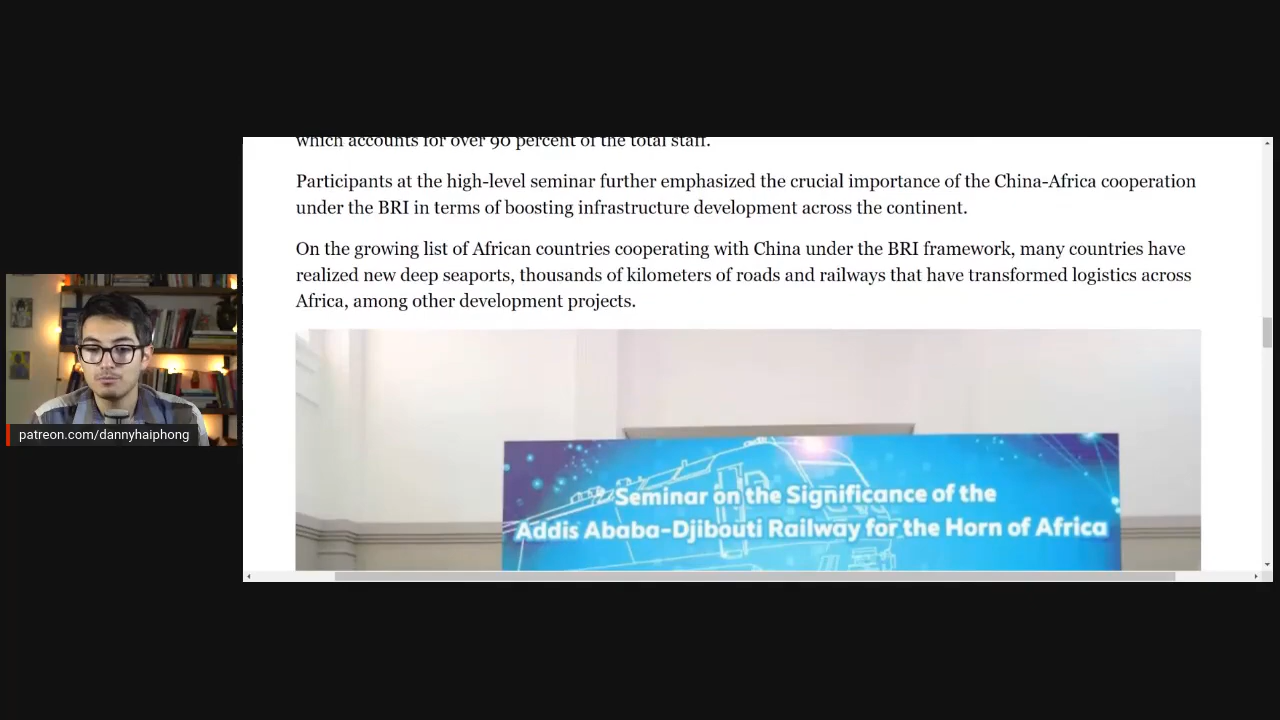 which accounts for over 90 percent of the total staff.
Participants at the high-level seminar further emphasized the crucial importance of the China-Africa cooperation
under the BRI in terms of boosting infrastructure development across the continent.
On the growing list of African countries cooperating with China under the BRI framework, many countries have
realized new deep seaports, thousands of kilometers of roads and railways that have transformed logistics across
Africa, among other development projects.
Seminar on the Significance of the
Addis Ababa-Djibouti Railway for the Horn of Africa
patreon.com/dannyhaiphong